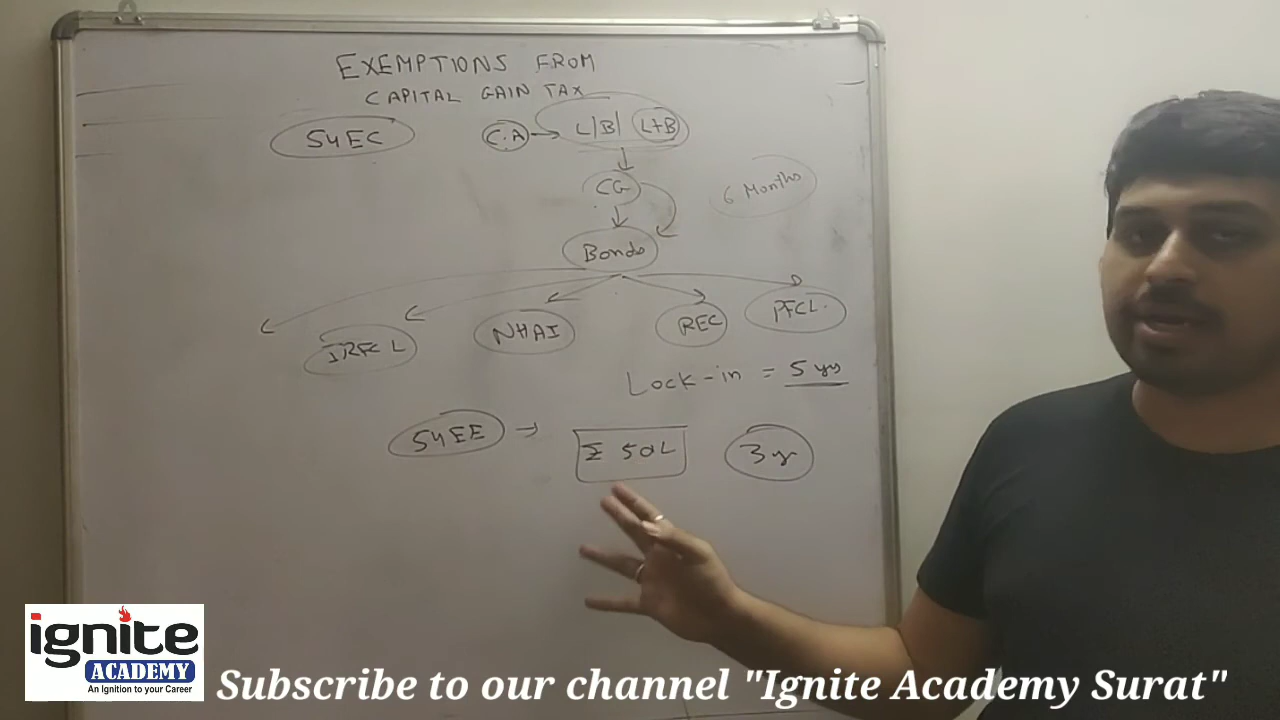 EXEMPTIONS FROM
CAPITAL GAIN TAX
54EC C.A → L/B/ L+B
CG
6 Months
Bonds
IRFCL NHAI REC PFCL.
Lock-in = 5 yrs
54EE → ₹ 50L 3 yr
ignite
ACADEMY
An Ignition to your Career
Subscribe to our channel "Ignite Academy Surat"